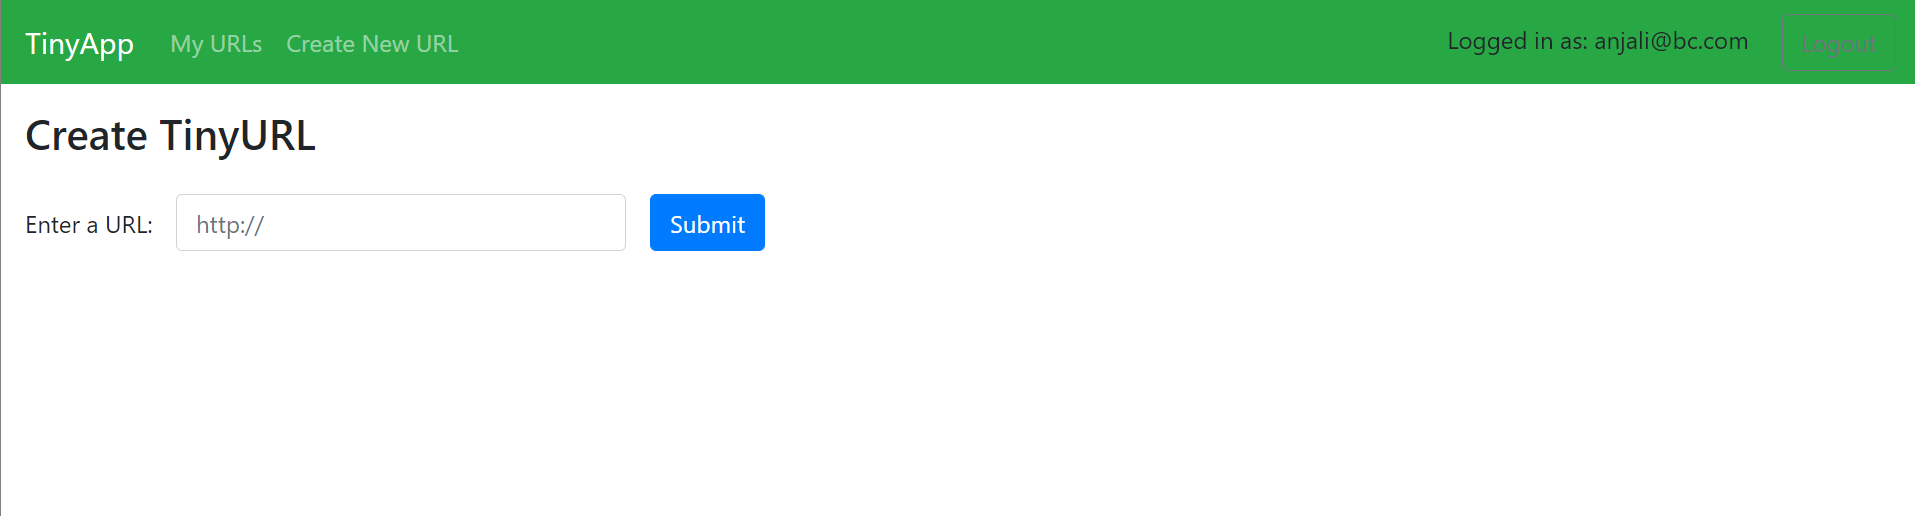 TinyApp My URLs Create New URL Logged in as: anjali@bc.com Logout
Create TinyURL
Enter a URL: http:// Submit